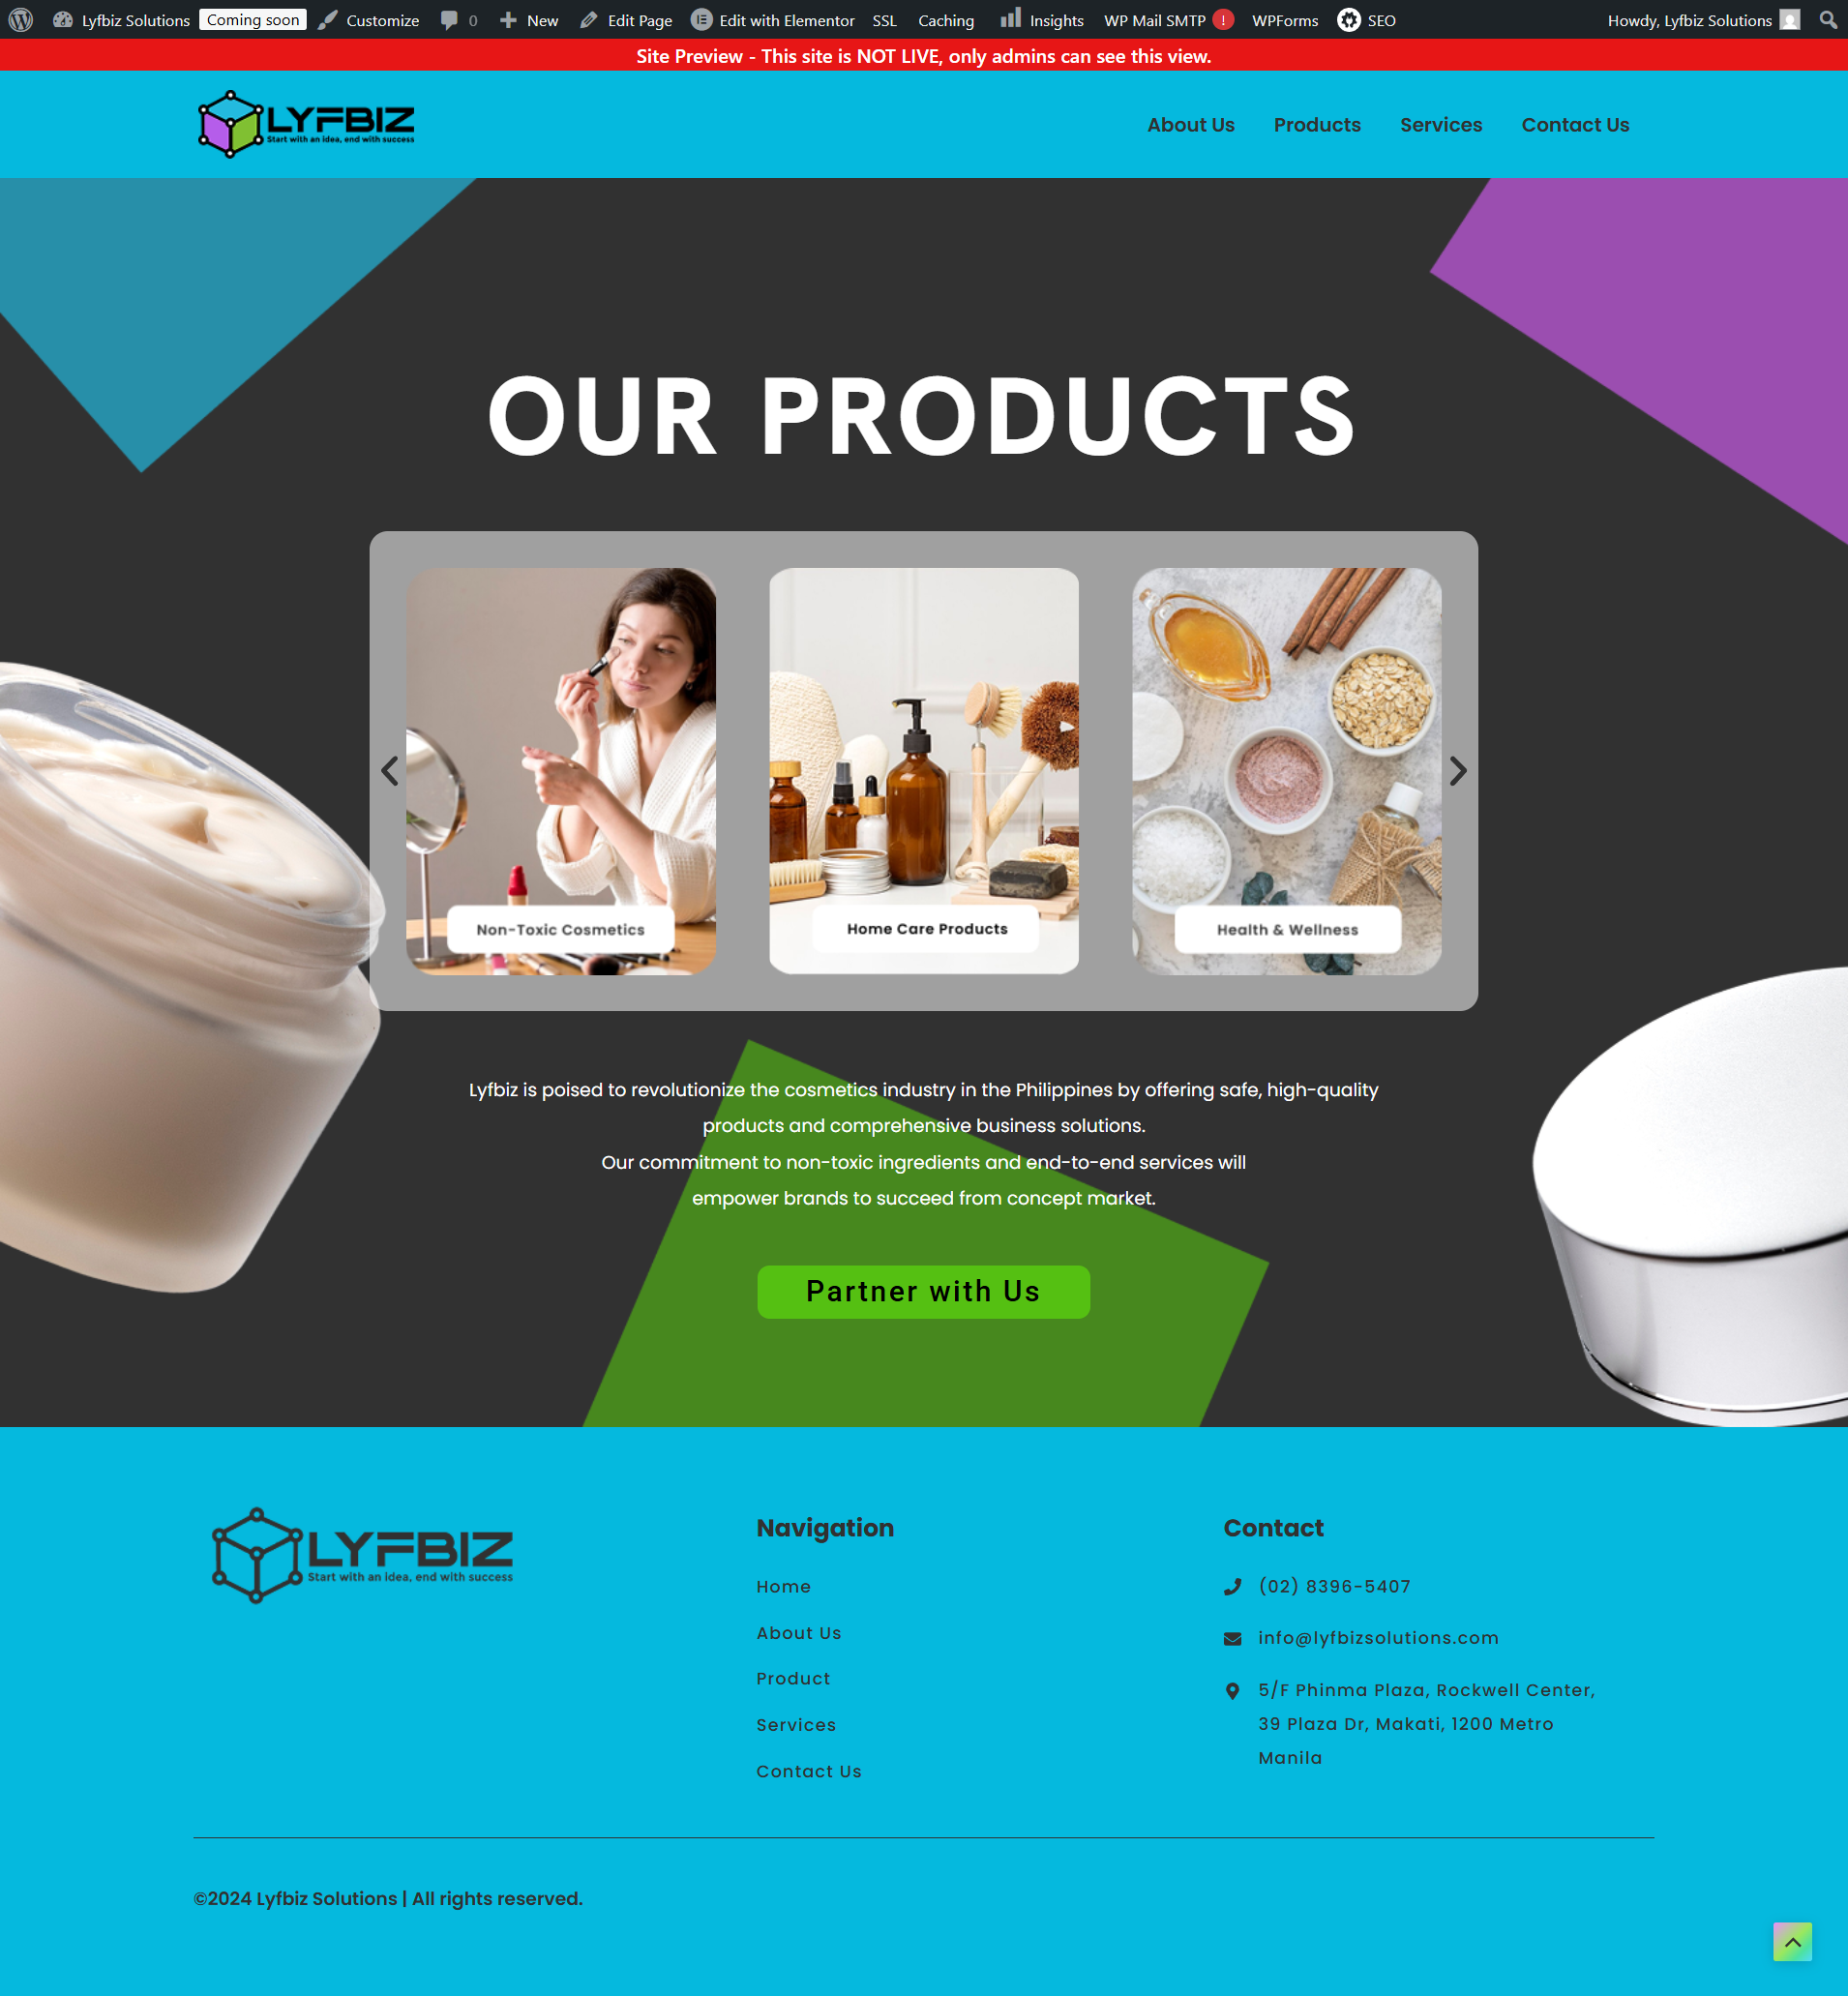 Lyfbiz Solutions Coming soon Customize 0 New Edit Page Edit with Elementor SSL Caching Insights WP Mail SMTP ! WPForms SEO Howdy, Lyfbiz Solutions
Site Preview - This site is NOT LIVE, only admins can see this view.
LYFBIZ
Start with an idea, end with success
About Us Products Services Contact Us
OUR PRODUCTS
Non-Toxic Cosmetics
Home Care Products
Health & Wellness
Lyfbiz is poised to revolutionize the cosmetics industry in the Philippines by offering safe, high-quality
products and comprehensive business solutions.
Our commitment to non-toxic ingredients and end-to-end services will
empower brands to succeed from concept market.
Partner with Us
LYFBIZ
Start with an idea, end with success
Navigation
Home
About Us
Product
Services
Contact Us
Contact
(02) 8396-5407
info@lyfbizsolutions.com
5/F Phinma Plaza, Rockwell Center,
39 Plaza Dr, Makati, 1200 Metro
Manila
©2024 Lyfbiz Solutions | All rights reserved.